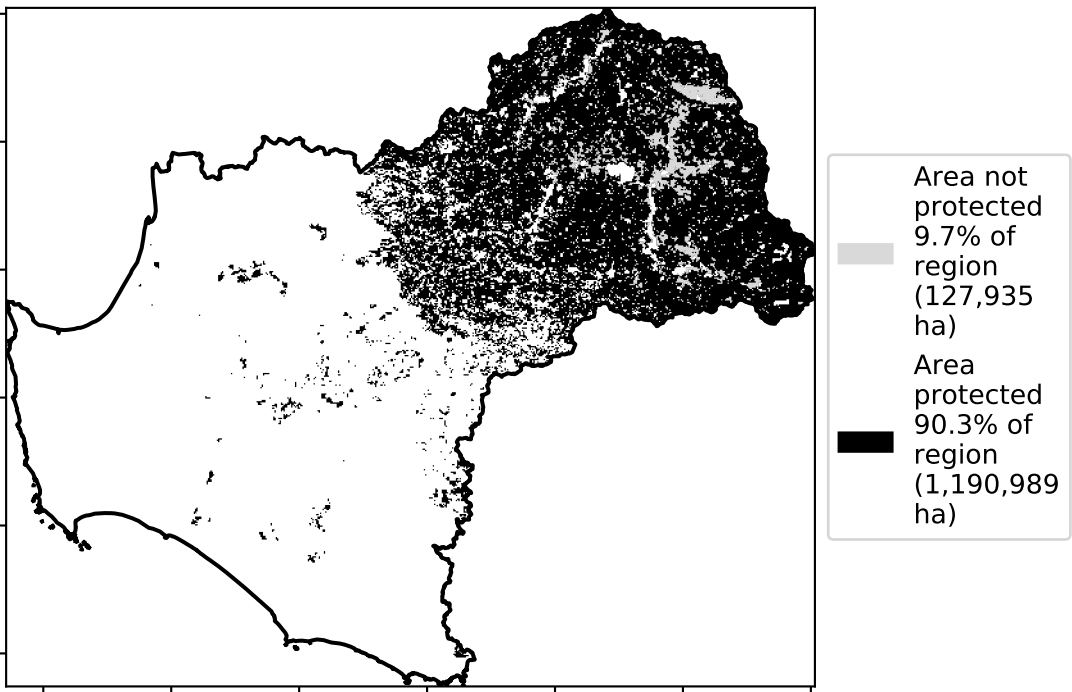 Area not
protected
9.7% of
region
(127,935
ha)
Area
protected
90.3% of
region
(1,190,989
ha)